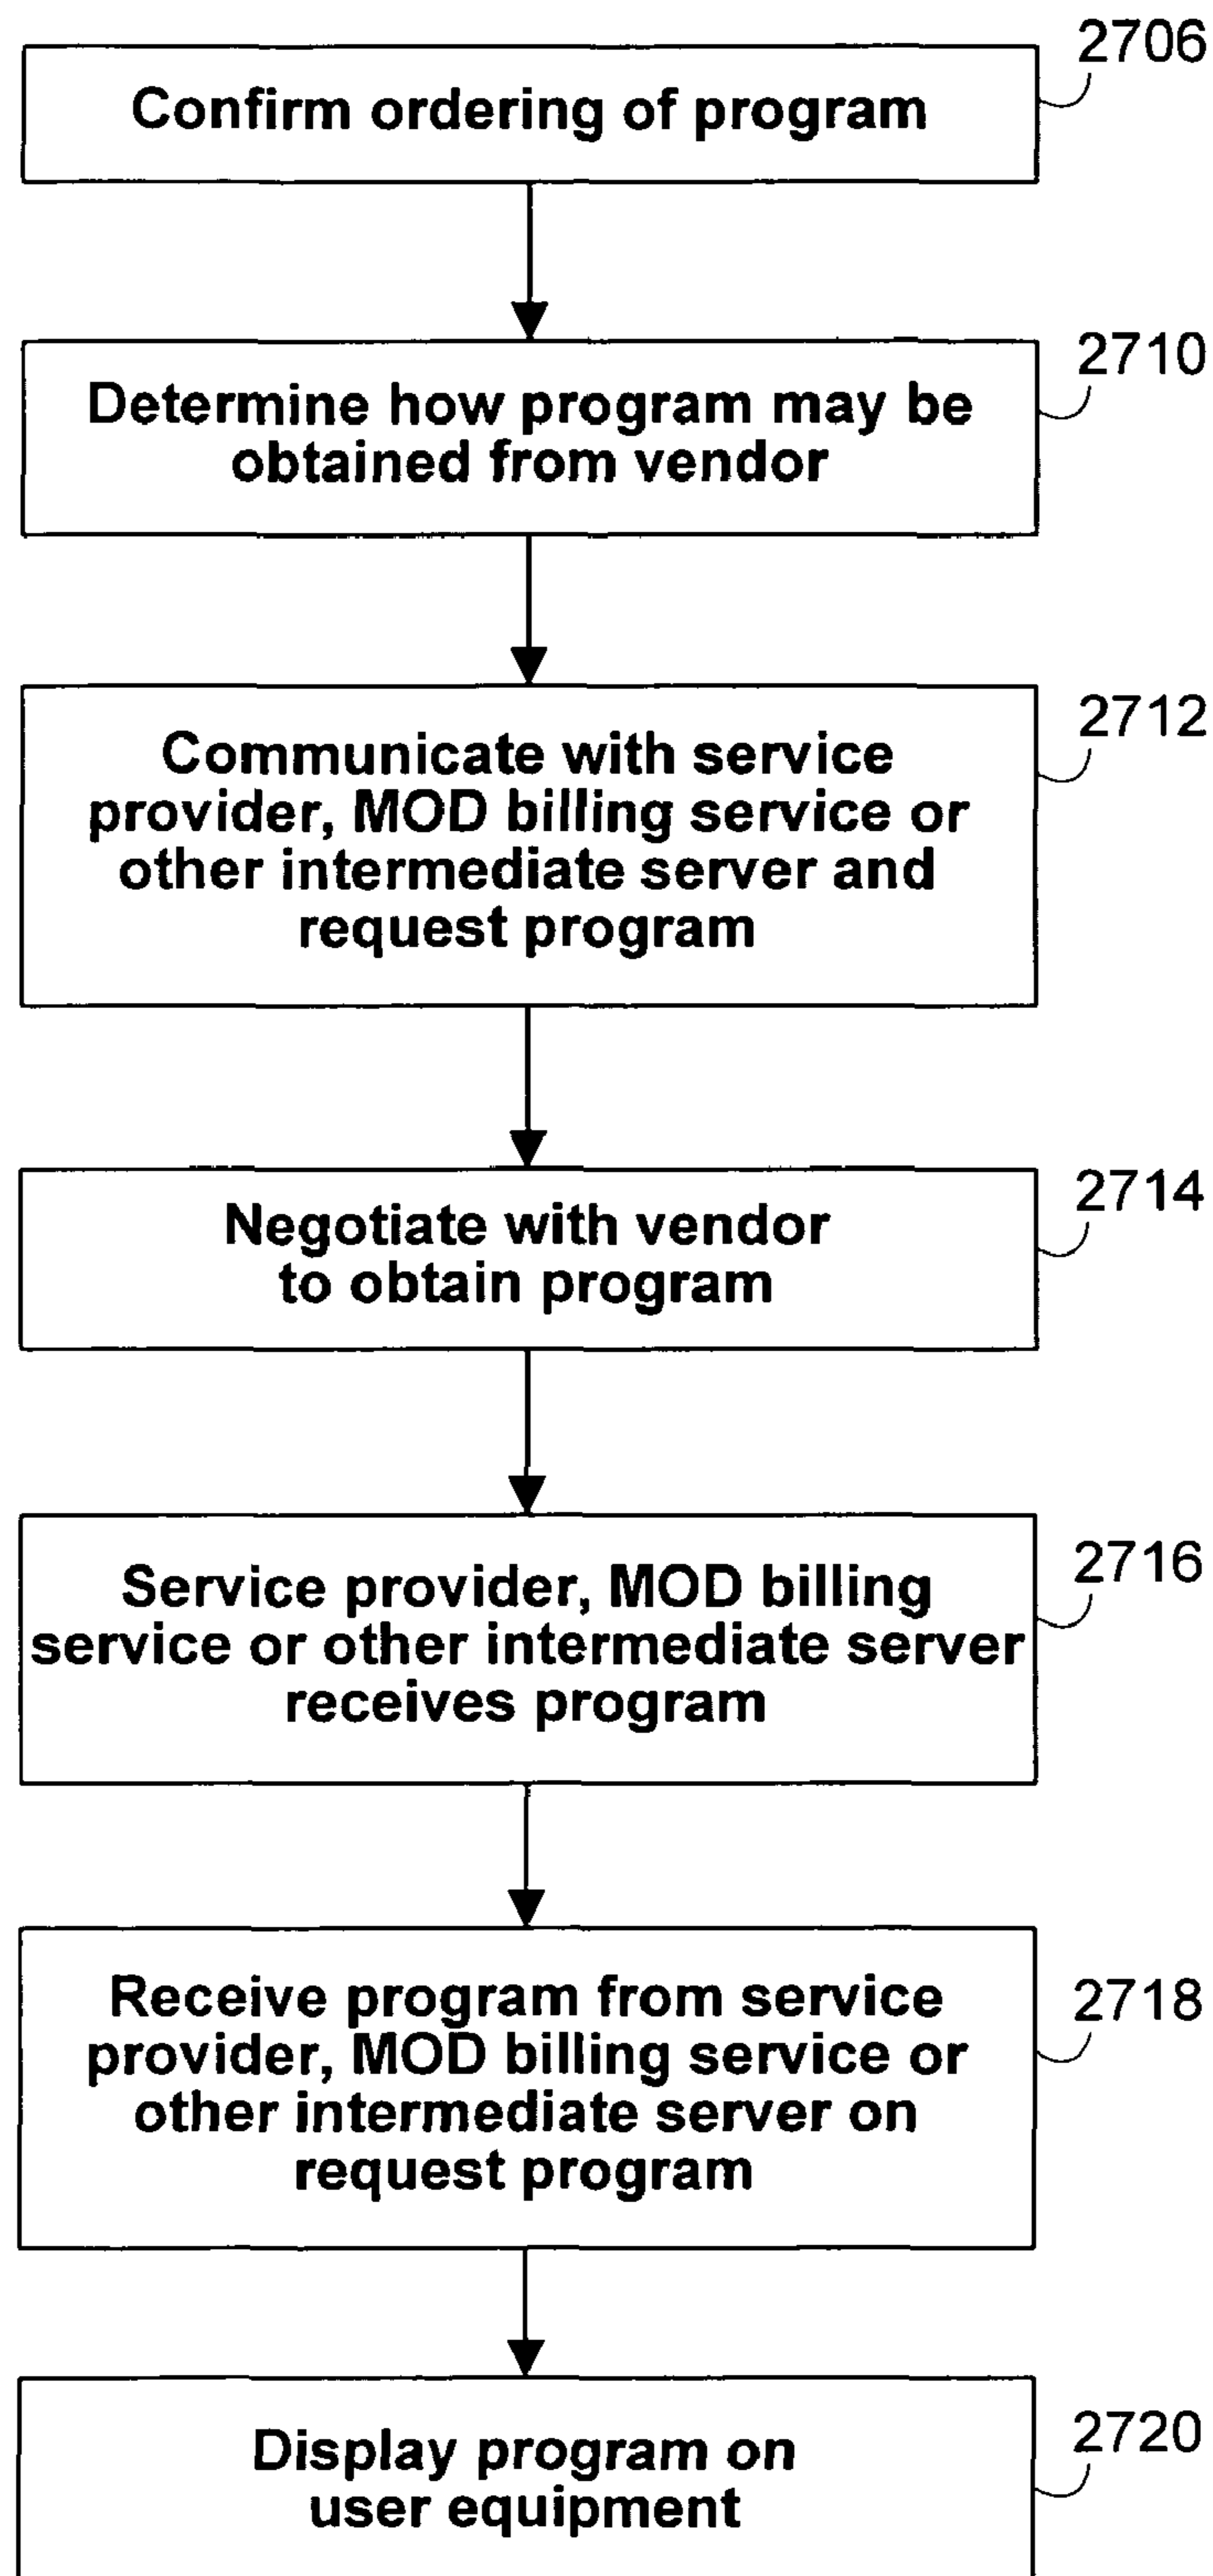 2706
Confirm ordering of program
2710
Determine how program may be
obtained from vendor
2712
Communicate with service
provider, MOD billing service or
other intermediate server and
request program
2714
Negotiate with vendor
to obtain program
2716
Service provider, MOD billing
service or other intermediate server
receives program
2718
Receive program from service
provider, MOD billing service or
other intermediate server on
request program
2720
Display program on
user equipment